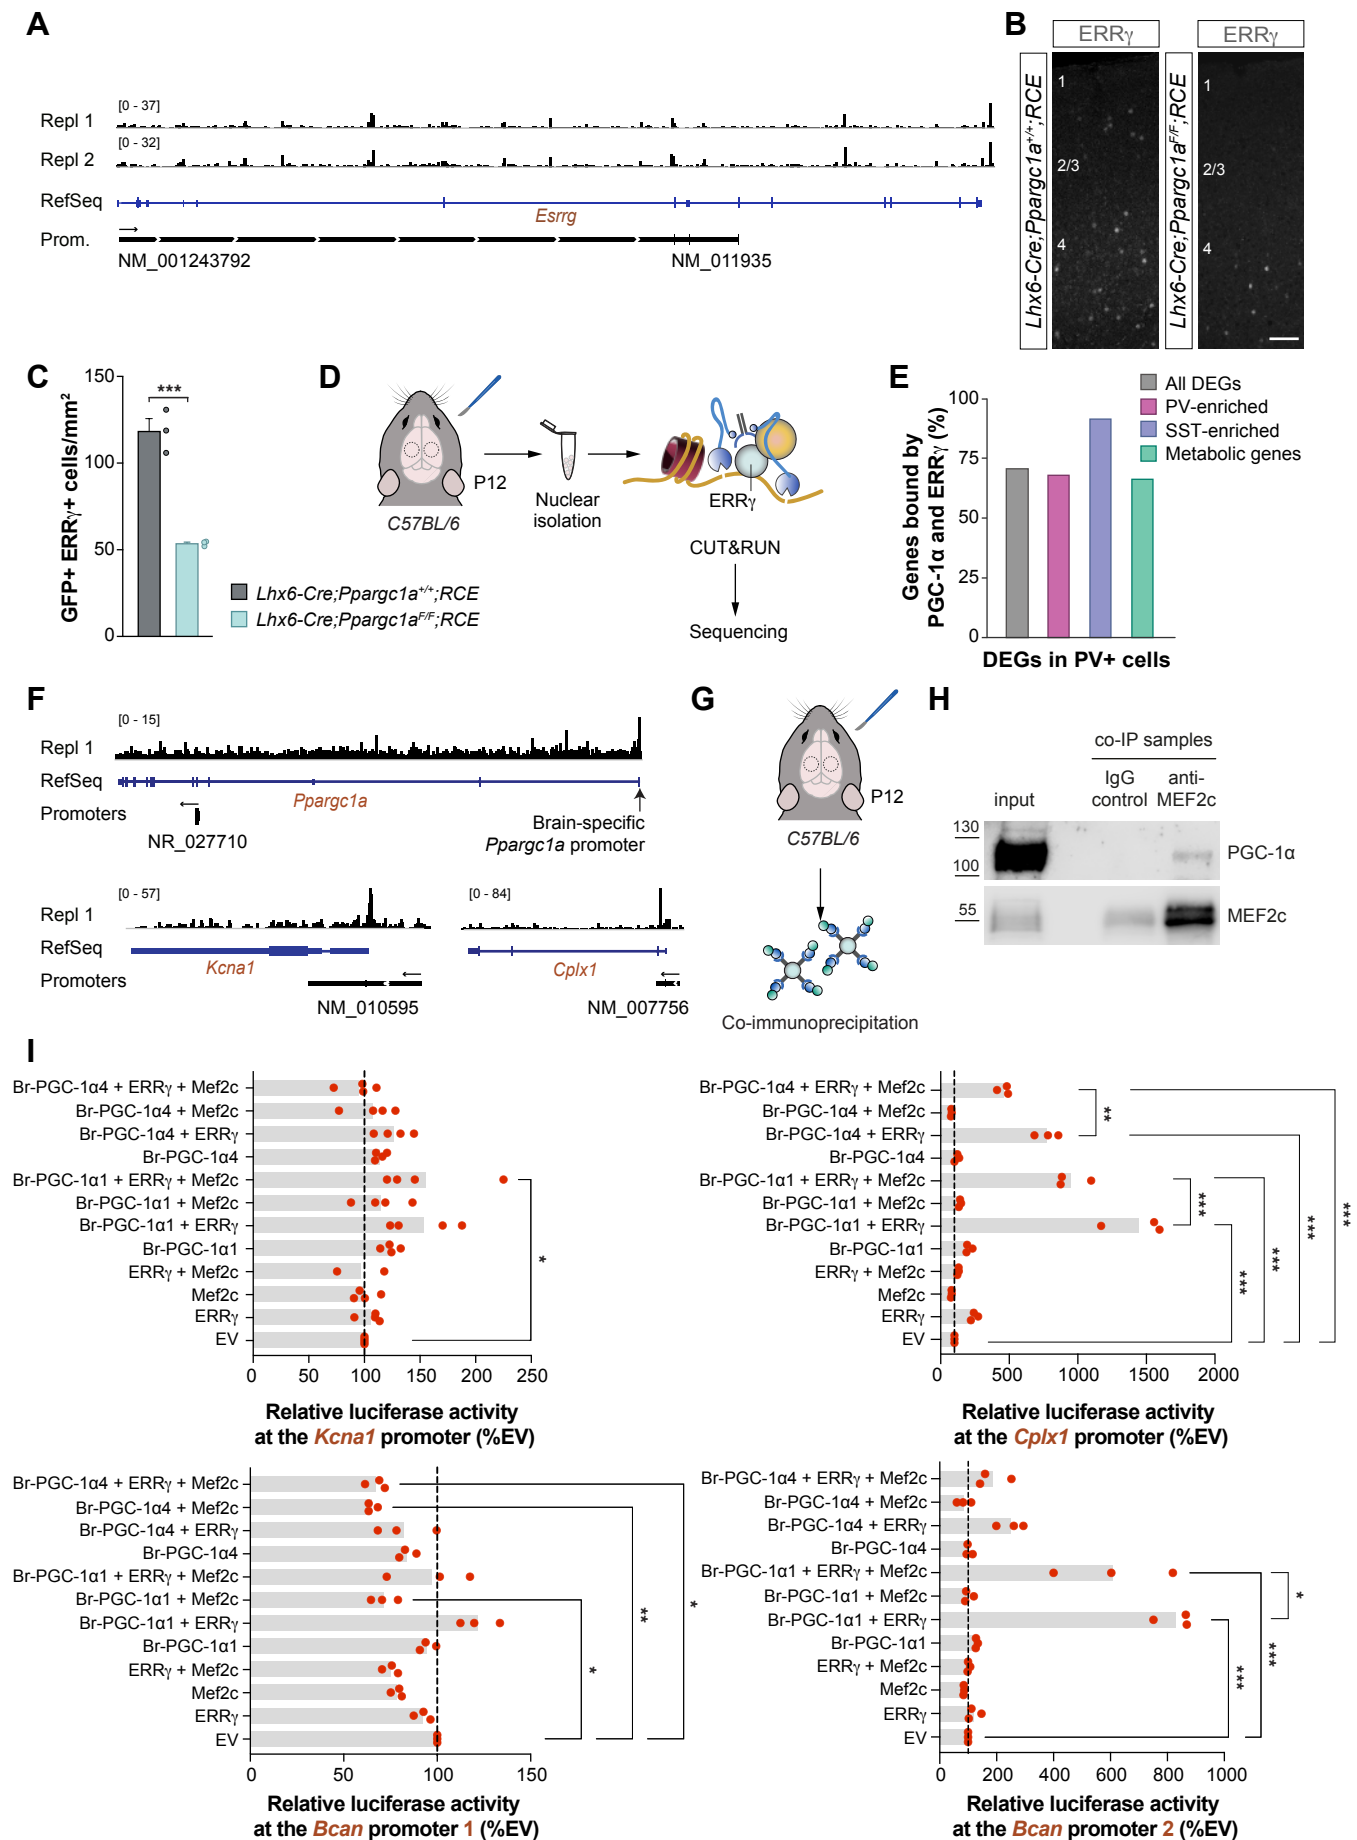 A
[0 - 37]
Repl 1
[0 - 32]
Repl 2
RefSeq
Esrrg
Prom.
NM_001243792
NM_011935
B
ERRγ
ERRγ
Lhx6-Cre;Ppargc1a+/+;RCE
Lhx6-Cre;Ppargc1aF/F;RCE
1
2/3
4
1
2/3
4
C
150
100
50
0
GFP+ ERRγ+ cells/mm²
***
Lhx6-Cre;Ppargc1a+/+;RCE
Lhx6-Cre;Ppargc1aF/F;RCE
D
P12
C57BL/6
Nuclear
isolation
ERRγ
CUT&RUN
Sequencing
E
All DEGs
PV-enriched
SST-enriched
Metabolic genes
Genes bound by
PGC-1α and ERRγ (%)
100
75
50
25
0
DEGs in PV+ cells
F
[0 - 15]
Repl 1
RefSeq
Ppargc1a
Promoters
NR_027710
Brain-specific
Ppargc1a promoter
[0 - 57]
[0 - 84]
Repl 1
RefSeq
Kcna1
Cplx1
Promoters
NM_010595
NM_007756
G
P12
C57BL/6
Co-immunoprecipitation
H
co-IP samples
input
IgG
control
anti-
MEF2c
130
100
PGC-1α
55
MEF2c
I
Br-PGC-1α4 + ERRγ + Mef2c
Br-PGC-1α4 + Mef2c
Br-PGC-1α4 + ERRγ
Br-PGC-1α4
Br-PGC-1α1 + ERRγ + Mef2c
Br-PGC-1α1 + Mef2c
Br-PGC-1α1 + ERRγ
Br-PGC-1α1
ERRγ + Mef2c
Mef2c
ERRγ
EV
*
0 50 100 150 200 250
Relative luciferase activity
at the Kcna1 promoter (%EV)
Br-PGC-1α4 + ERRγ + Mef2c
Br-PGC-1α4 + Mef2c
Br-PGC-1α4 + ERRγ
Br-PGC-1α4
Br-PGC-1α1 + ERRγ + Mef2c
Br-PGC-1α1 + Mef2c
Br-PGC-1α1 + ERRγ
Br-PGC-1α1
ERRγ + Mef2c
Mef2c
ERRγ
EV
**
***
***
***
***
***
0 500 1000 1500 2000
Relative luciferase activity
at the Cplx1 promoter (%EV)
Br-PGC-1α4 + ERRγ + Mef2c
Br-PGC-1α4 + Mef2c
Br-PGC-1α4 + ERRγ
Br-PGC-1α4
Br-PGC-1α1 + ERRγ + Mef2c
Br-PGC-1α1 + Mef2c
Br-PGC-1α1 + ERRγ
Br-PGC-1α1
ERRγ + Mef2c
Mef2c
ERRγ
EV
*
**
*
0 50 100 150
Relative luciferase activity
at the Bcan promoter 1 (%EV)
Br-PGC-1α4 + ERRγ + Mef2c
Br-PGC-1α4 + Mef2c
Br-PGC-1α4 + ERRγ
Br-PGC-1α4
Br-PGC-1α1 + ERRγ + Mef2c
Br-PGC-1α1 + Mef2c
Br-PGC-1α1 + ERRγ
Br-PGC-1α1
ERRγ + Mef2c
Mef2c
ERRγ
EV
*
***
***
0 200 400 600 800 1000
Relative luciferase activity
at the Bcan promoter 2 (%EV)